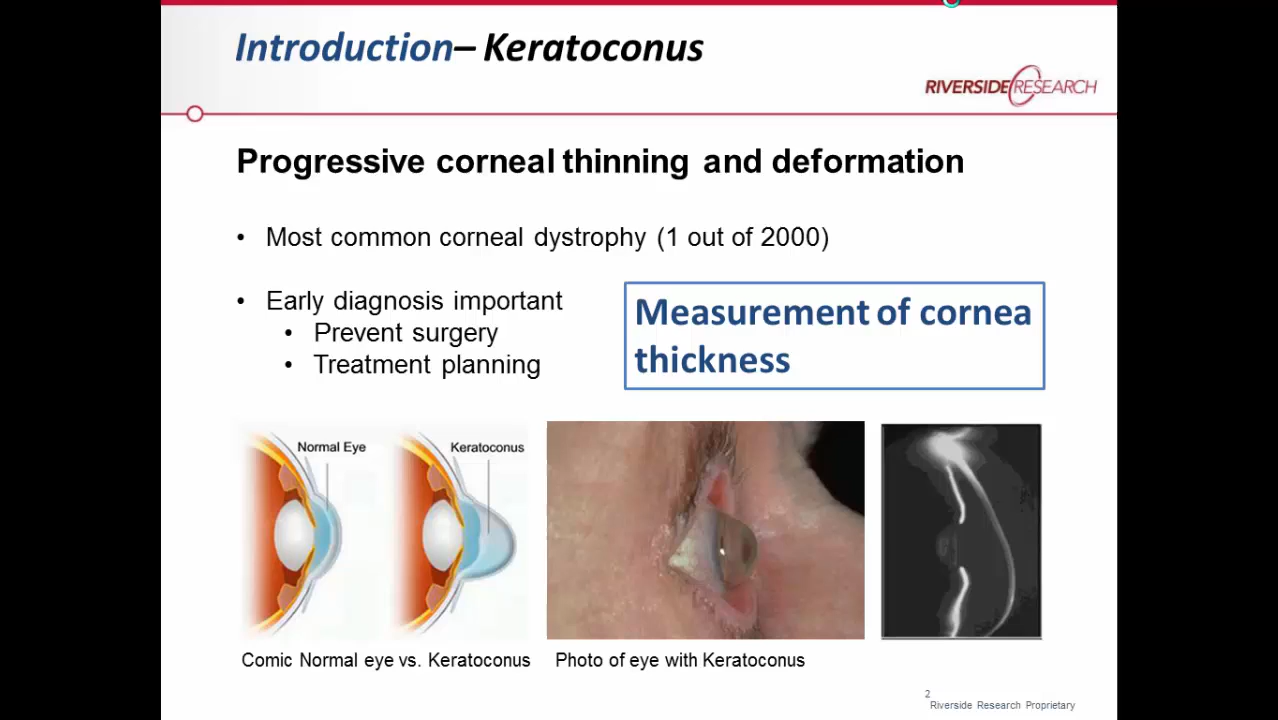 Introduction– Keratoconus
RIVERSIDE RESEARCH
Progressive corneal thinning and deformation
• Most common corneal dystrophy (1 out of 2000)
• Early diagnosis important
• Prevent surgery
• Treatment planning
Measurement of cornea
thickness
Normal Eye
Keratoconus
Comic Normal eye vs. Keratoconus
Photo of eye with Keratoconus
2
Riverside Research Proprietary